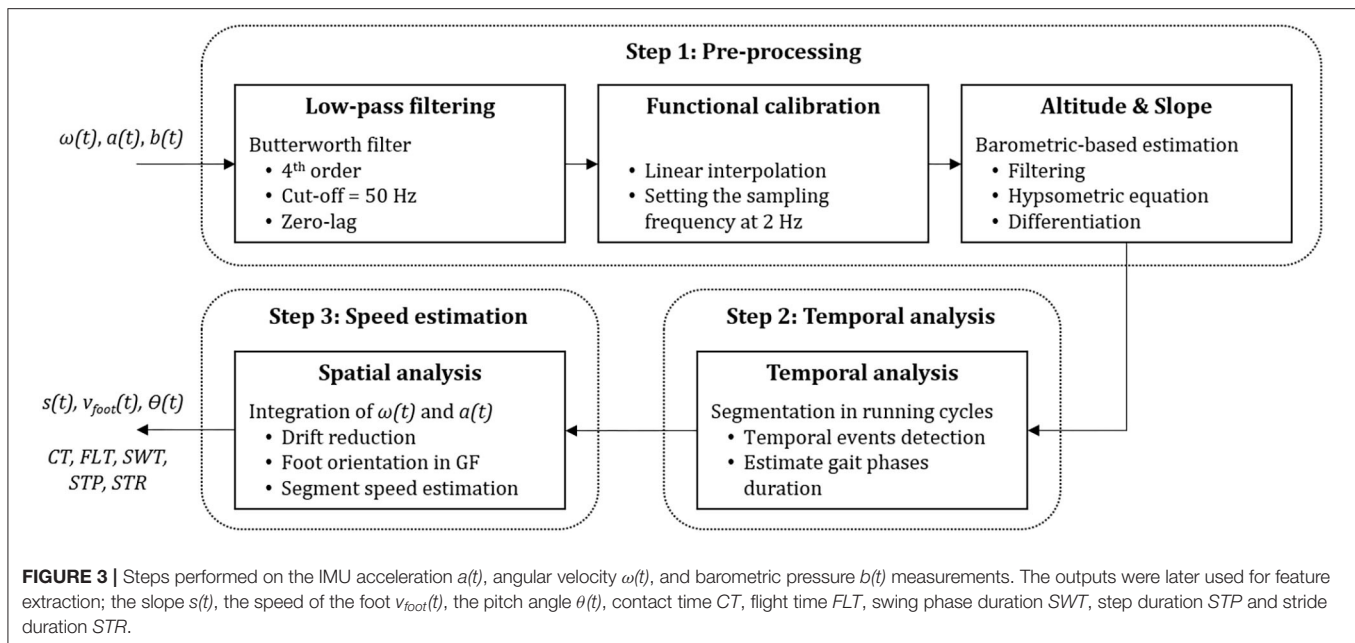 Step 1: Pre-processing
ω(t), a(t), b(t)
Low-pass filtering
Butterworth filter
• 4th order
• Cut-off = 50 Hz
• Zero-lag
Functional calibration
• Linear interpolation
• Setting the sampling
frequency at 2 Hz
Altitude & Slope
Barometric-based estimation
• Filtering
• Hypsometric equation
• Differentiation
Step 2: Temporal analysis
Temporal analysis
Segmentation in running cycles
• Temporal events detection
• Estimate gait phases
duration
Step 3: Speed estimation
Spatial analysis
Integration of ω(t) and a(t)
• Drift reduction
• Foot orientation in GF
• Segment speed estimation
s(t), vfoot(t), θ(t)
CT, FLT, SWT,
STP, STR
FIGURE 3 | Steps performed on the IMU acceleration a(t), angular velocity ω(t), and barometric pressure b(t) measurements. The outputs were later used for feature
extraction; the slope s(t), the speed of the foot vfoot(t), the pitch angle θ(t), contact time CT, flight time FLT, swing phase duration SWT, step duration STP and stride
duration STR.